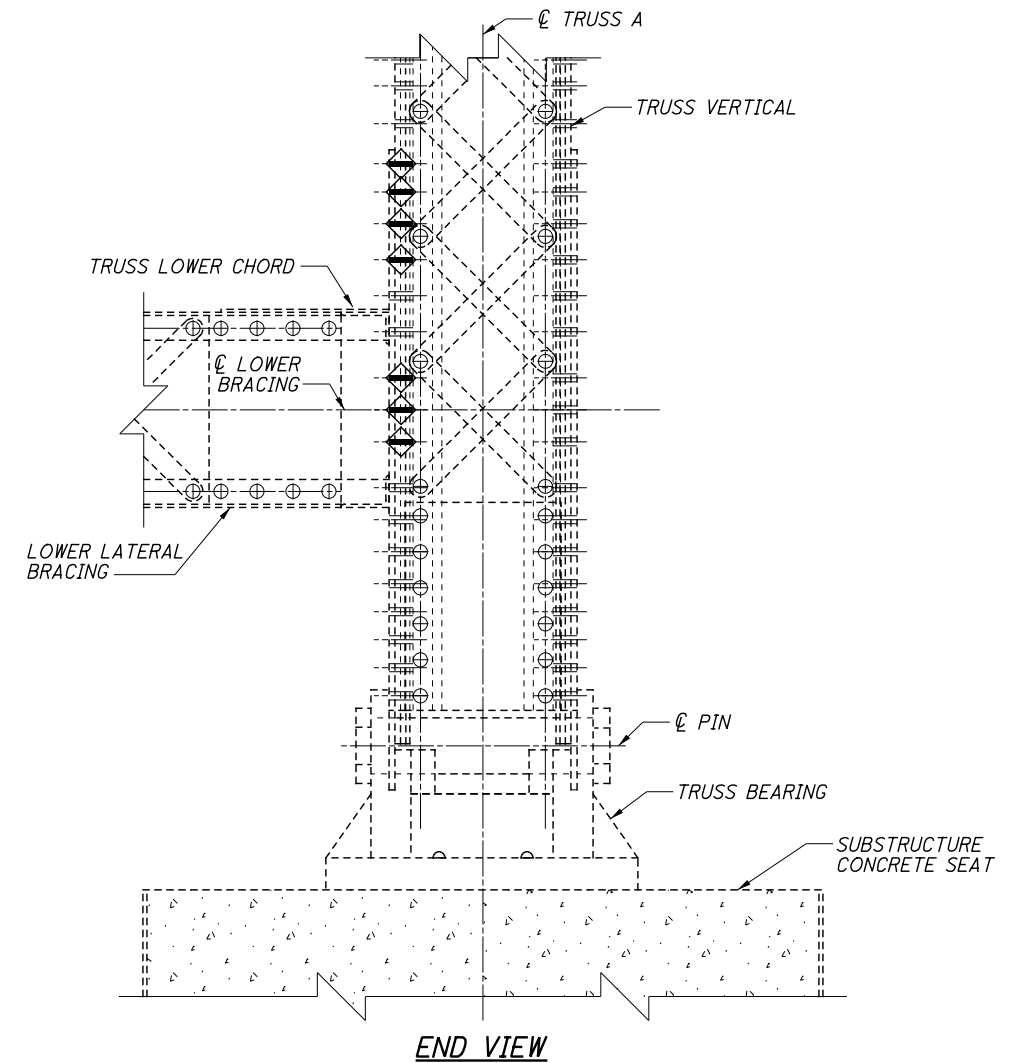 ℄ TRUSS A
TRUSS VERTICAL
TRUSS LOWER CHORD
℄ LOWER
BRACING
LOWER LATERAL
BRACING
℄ PIN
TRUSS BEARING
SUBSTRUCTURE
CONCRETE SEAT
END VIEW